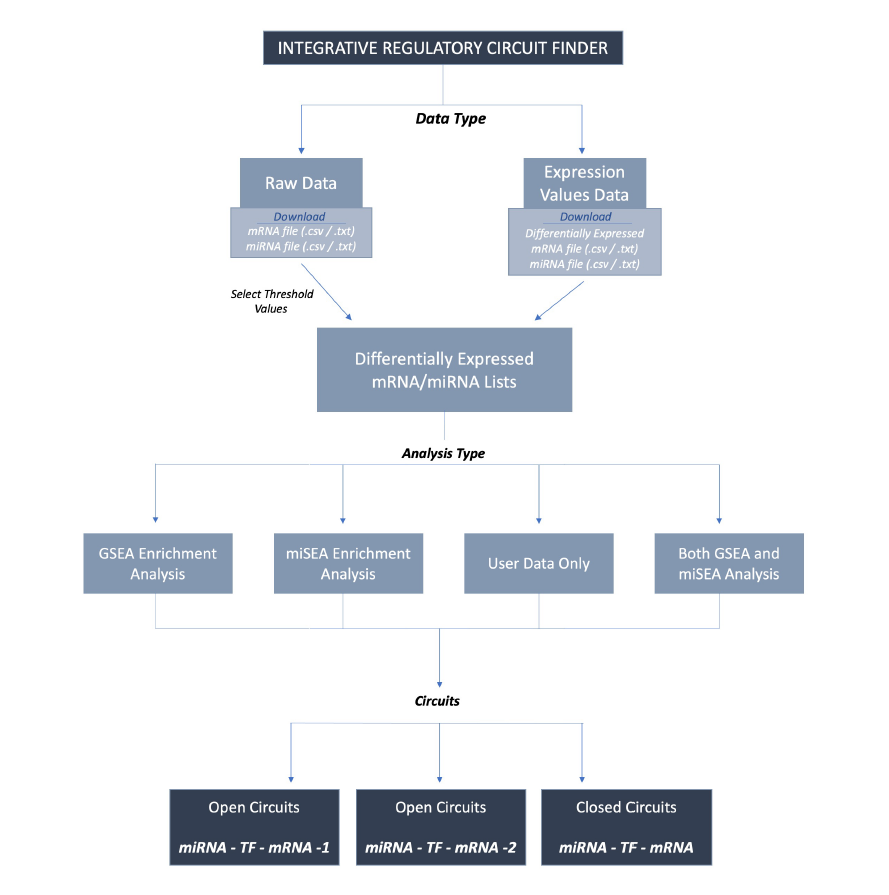 INTEGRATIVE REGULATORY CIRCUIT FINDER
Data Type
Raw Data
Download
mRNA file (.csv / .txt)
miRNA file (.csv / .txt)
Expression
Values Data
Download
Differentially Expressed
mRNA file (.csv / .txt)
miRNA file (.csv / .txt)
Select Threshold
Values
Differentially Expressed
mRNA/miRNA Lists
Analysis Type
GSEA Enrichment
Analysis
miSEA Enrichment
Analysis
User Data Only
Both GSEA and
miSEA Analysis
Circuits
Open Circuits
miRNA - TF - mRNA -1
Open Circuits
miRNA - TF - mRNA -2
Closed Circuits
miRNA - TF - mRNA